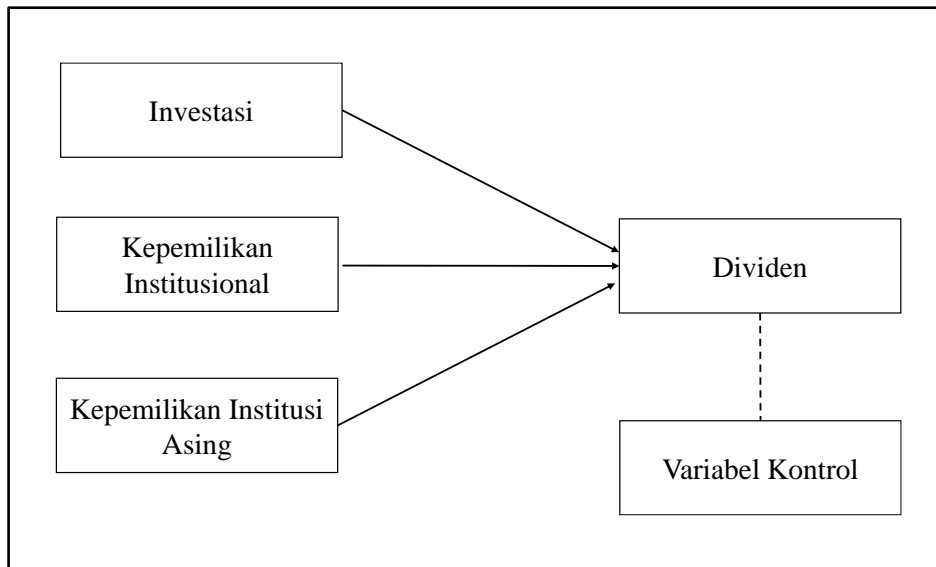 Investasi
Kepemilikan
Institusional
Dividen
Kepemilikan Institusi
Asing
Variabel Kontrol